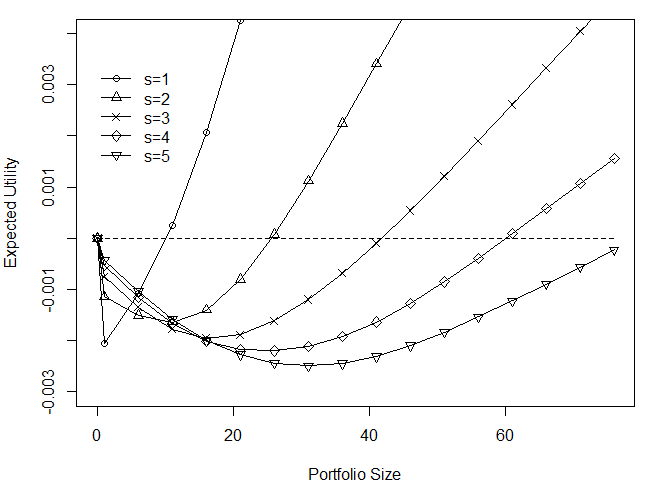 0.003
0.001
-0.001
-0.003
Expected Utility
s=1
s=2
s=3
s=4
s=5
0 20 40 60
Portfolio Size